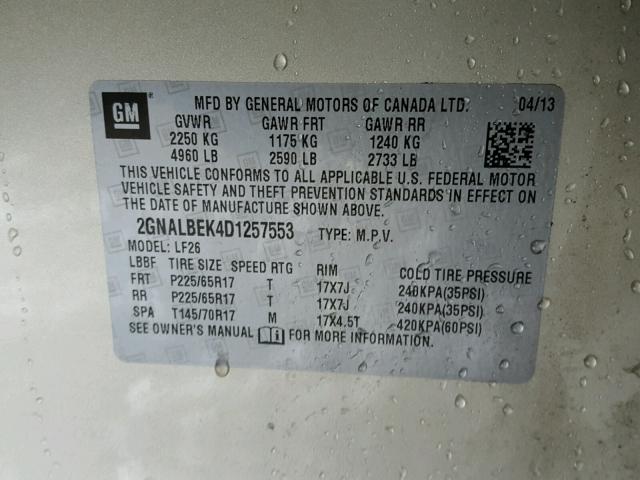 GM
MFD BY GENERAL MOTORS OF CANADA LTD. 04/13
GVWR GAWR FRT GAWR RR
2250 KG 1175 KG 1240 KG
4960 LB 2590 LB 2733 LB
THIS VEHICLE CONFORMS TO ALL APPLICABLE U.S. FEDERAL MOTOR
VEHICLE SAFETY AND THEFT PREVENTION STANDARDS IN EFFECT ON
THE DATE OF MANUFACTURE SHOWN ABOVE.
2GNALBEK4D1257553 TYPE: M.P.V.
MODEL: LF26
LBBF TIRE SIZE SPEED RTG RIM COLD TIRE PRESSURE
FRT P225/65R17 T 17X7J 240KPA(35PSI)
RR P225/65R17 T 17X7J 240KPA(35PSI)
SPA T145/70R17 M 17X4.5T 420KPA(60PSI)
SEE OWNER'S MANUAL FOR MORE INFORMATION.